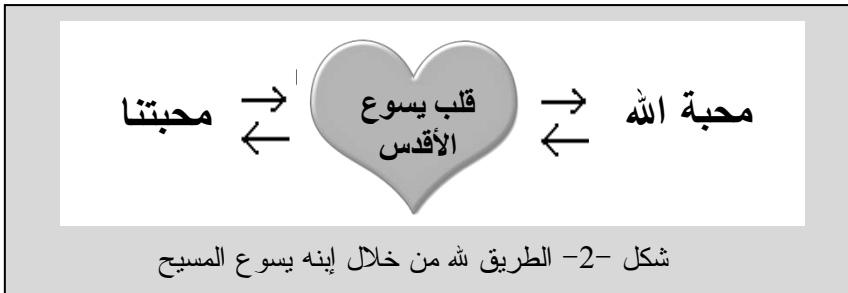 محبة الله
قلب يسوع
الأقدس
محبتنا
شكل -2- الطريق لله من خلال إبنه يسوع المسيح